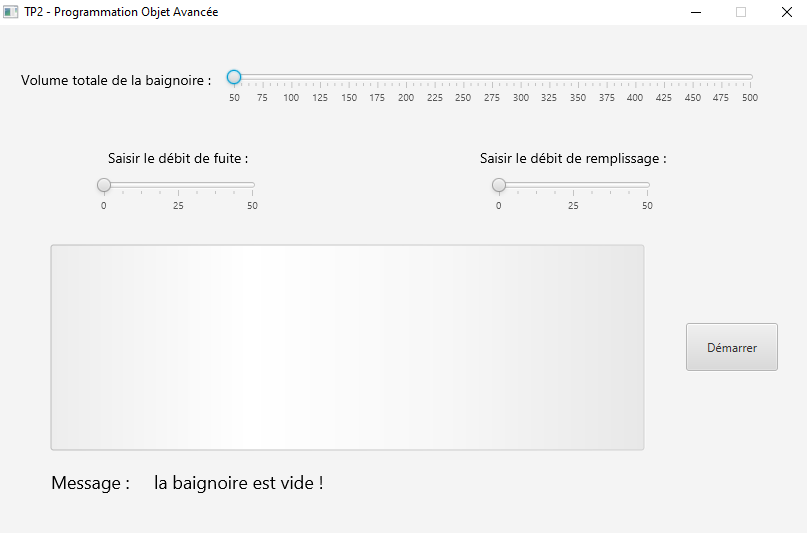 TP2 - Programmation Objet Avancée
Volume totale de la baignoire :
50 75 100 125 150 175 200 225 250 275 300 325 350 375 400 425 450 475 500
Saisir le débit de fuite : Saisir le débit de remplissage :
0 25 50 0 25 50
Démarrer
Message : la baignoire est vide !